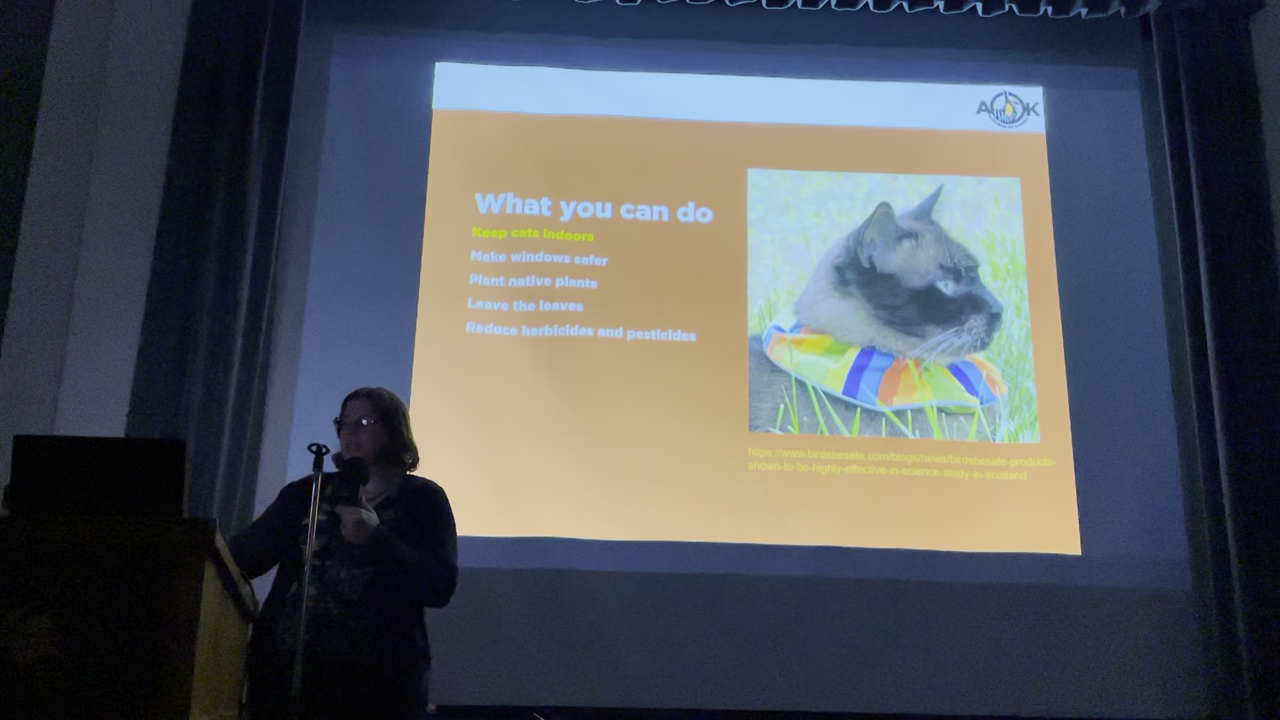 AOK
What you can do
Keep cats indoors
Make windows safer
Plant native plants
Leave the leaves
Reduce herbicides and pesticides
https://www.birdsbesafe.com/blogs/news/birdsbesafe-products-
shown-to-be-highly-effective-in-science-study-in-scotland